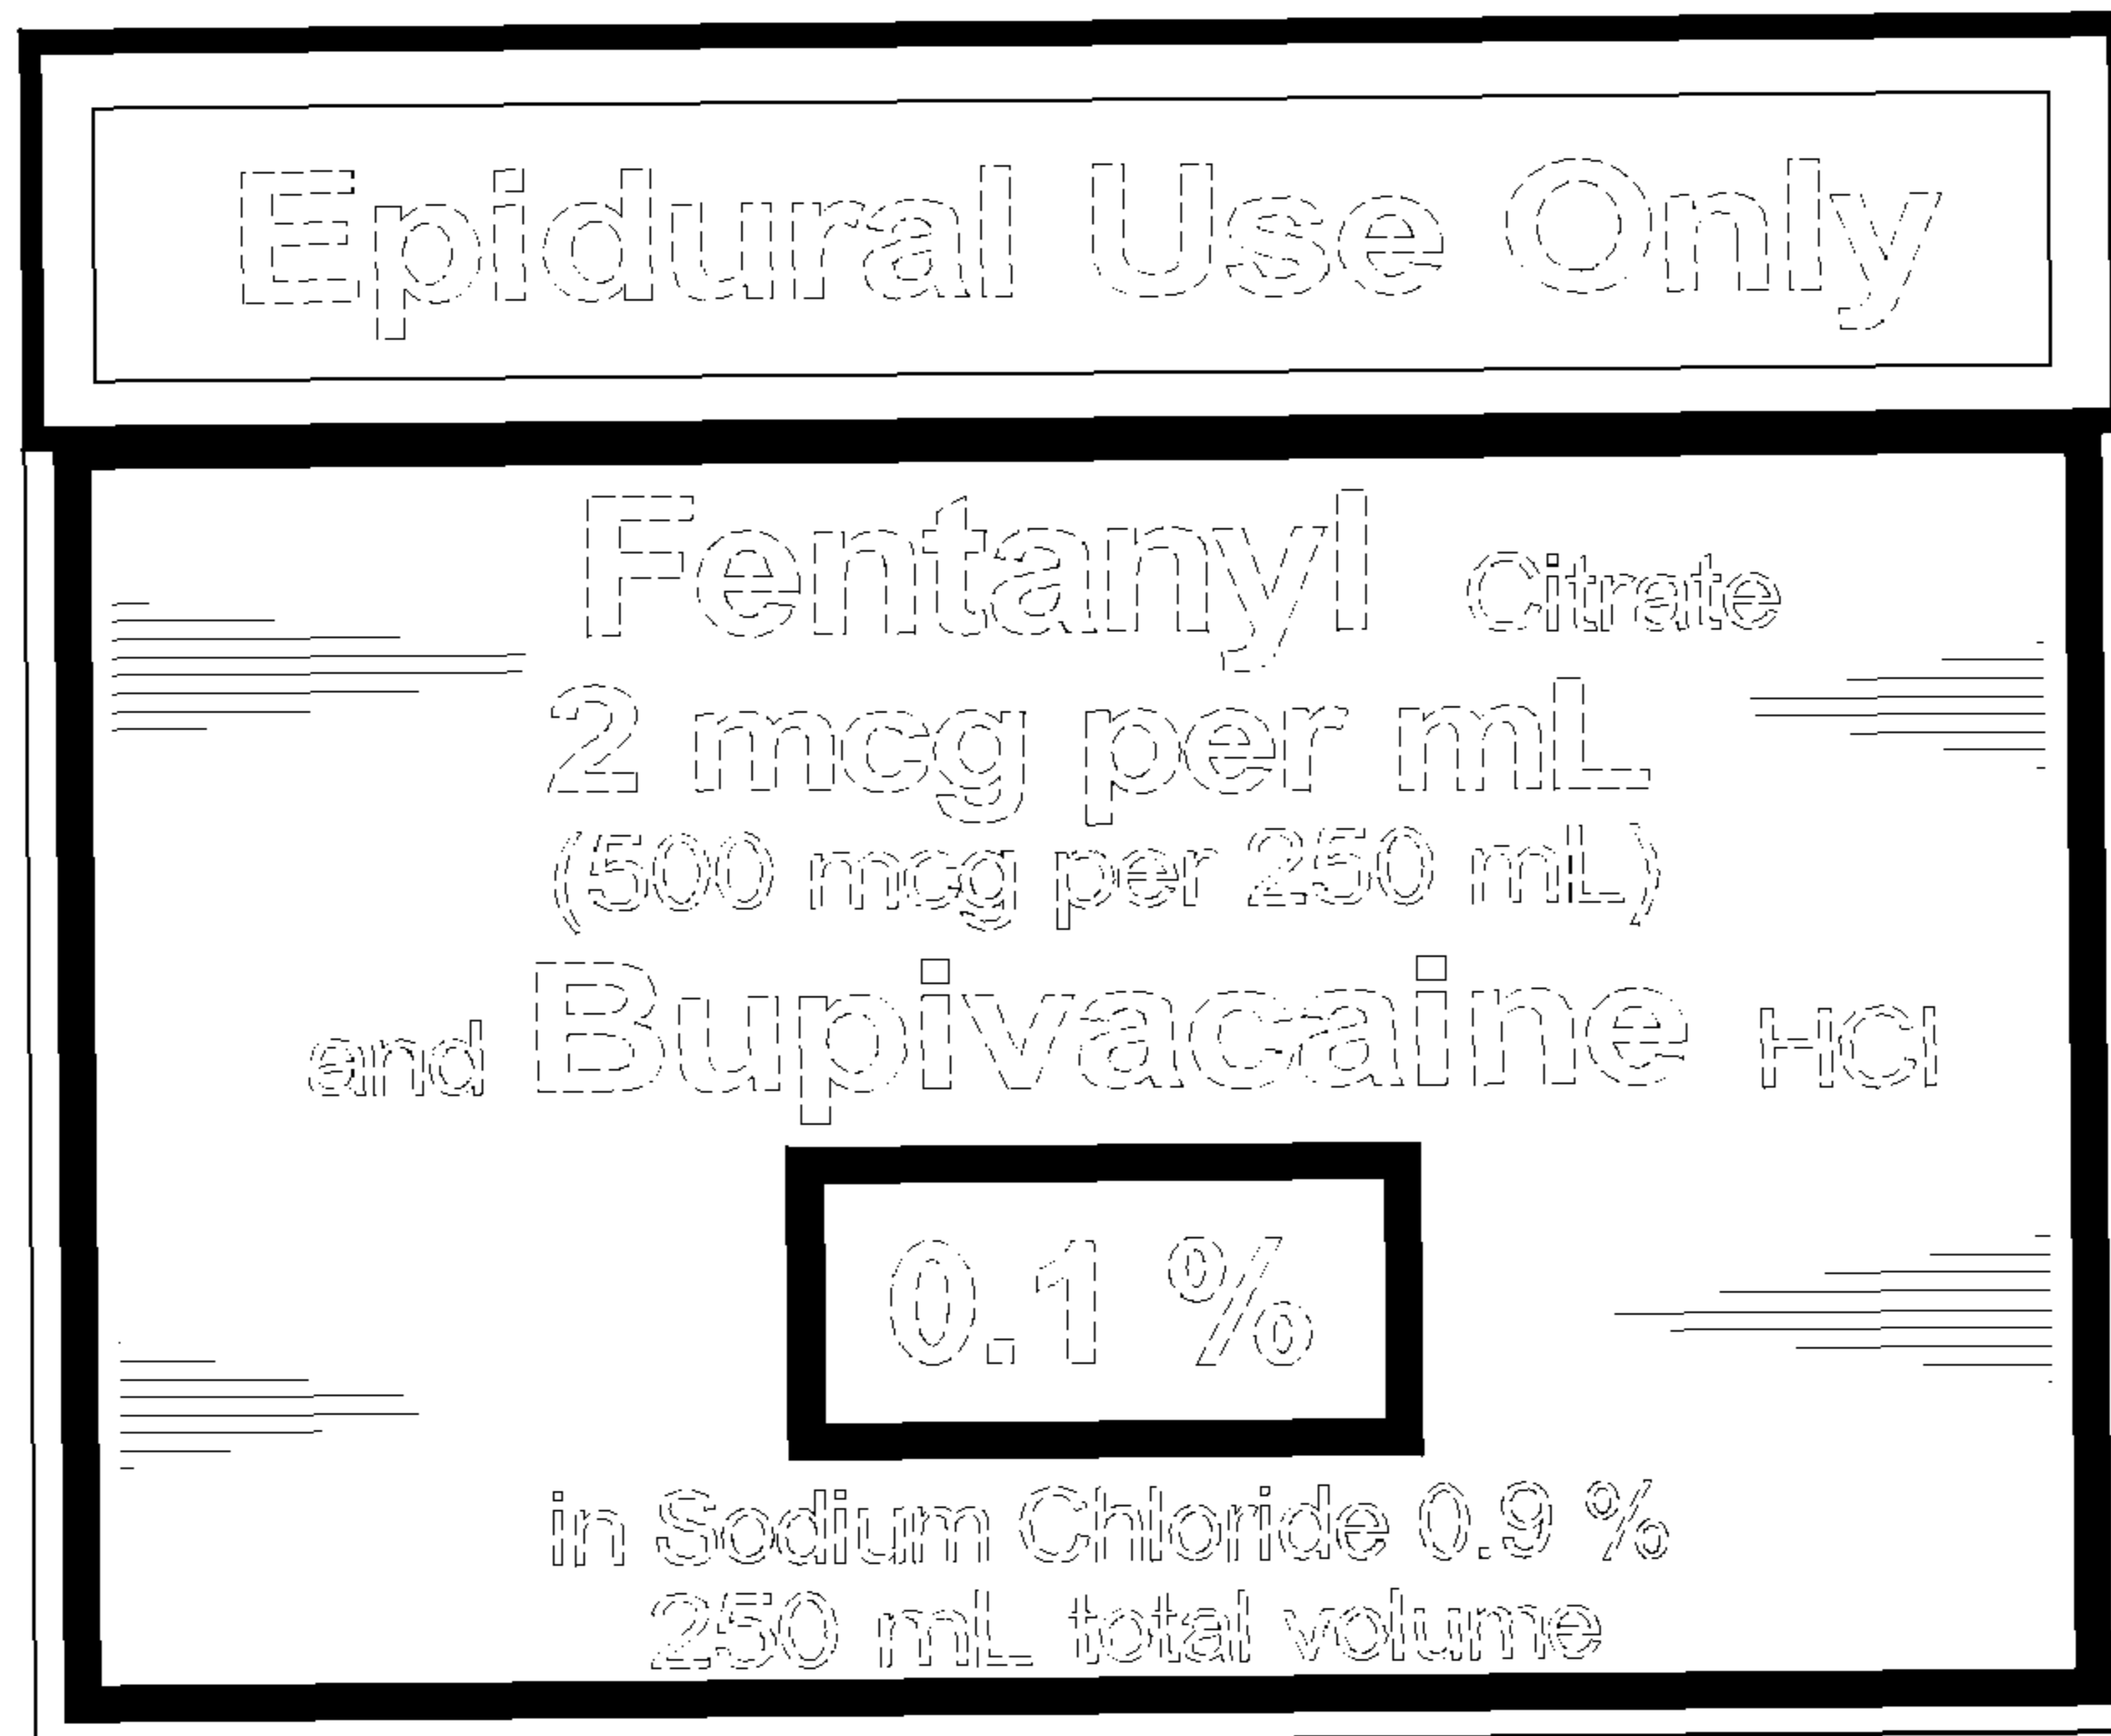 Epidural Use Only
Fentanyl Citrate
2 mcg per mL
(500 mcg per 250 mL)
and Bupivacaine HCl
0.1 %
in Sodium Chloride 0.9 %
250 mL total volume